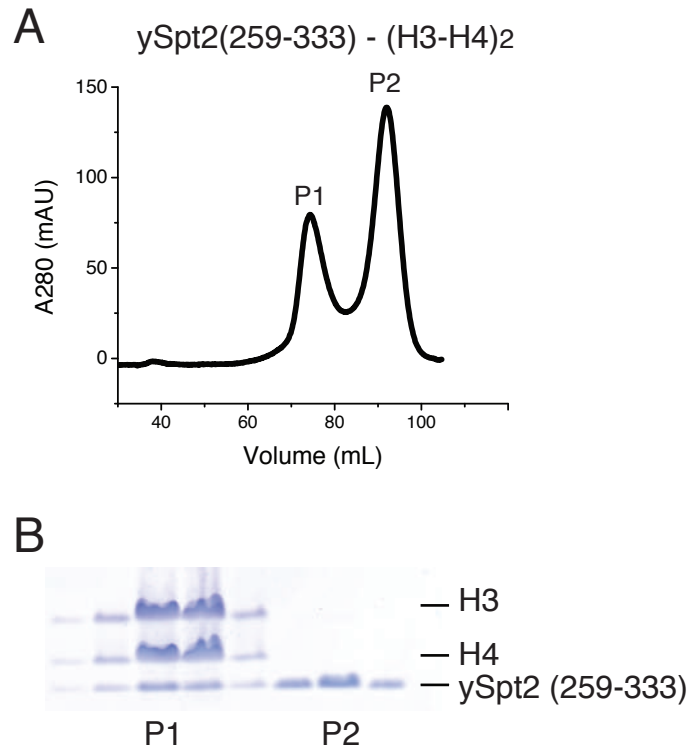 A
ySpt2(259-333) - (H3-H4)2
P2
150
P1
100
50
0
A280 (mAU)
40
60
80
100
Volume (mL)
B
H3
H4
ySpt2 (259-333)
P1
P2